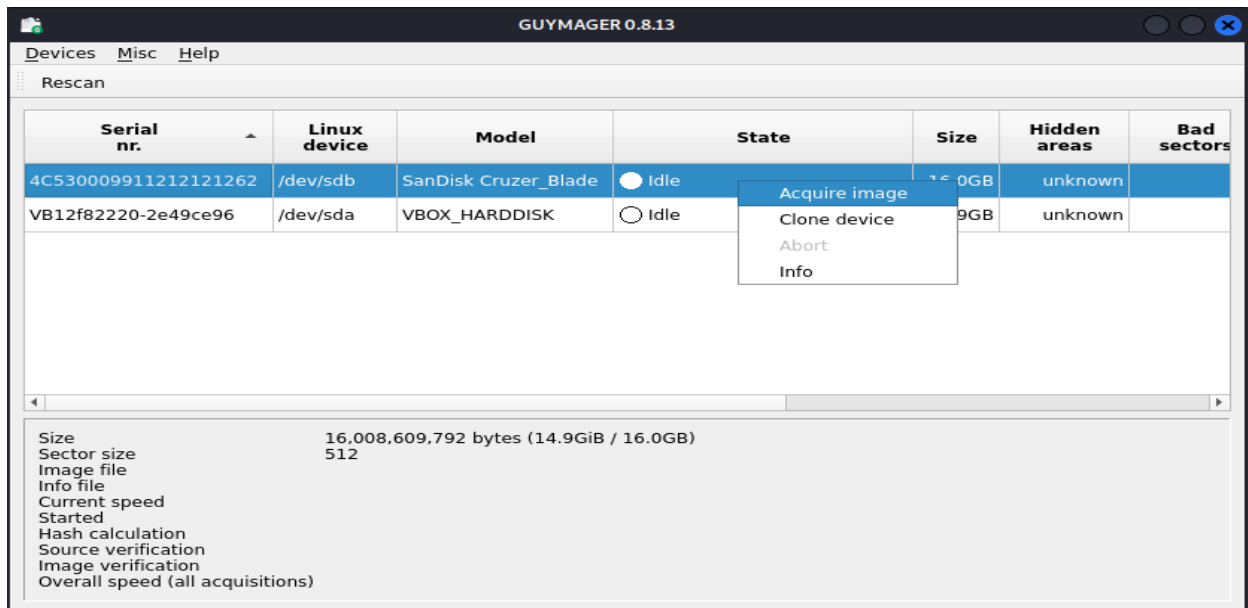 GUYMAGER 0.8.13
Devices Misc Help
Rescan
Serial nr. Linux device Model State Size Hidden areas Bad sectors
4C530009911212121262 /dev/sdb SanDisk Cruzer_Blade Idle 16.0GB unknown
VB12f82220-2e49ce96 /dev/sda VBOX_HARDDISK Idle 9GB unknown
Acquire image
Clone device
Abort
Info
Size 16,008,609,792 bytes (14.9GiB / 16.0GB)
Sector size 512
Image file
Info file
Current speed
Started
Hash calculation
Source verification
Image verification
Overall speed (all acquisitions)